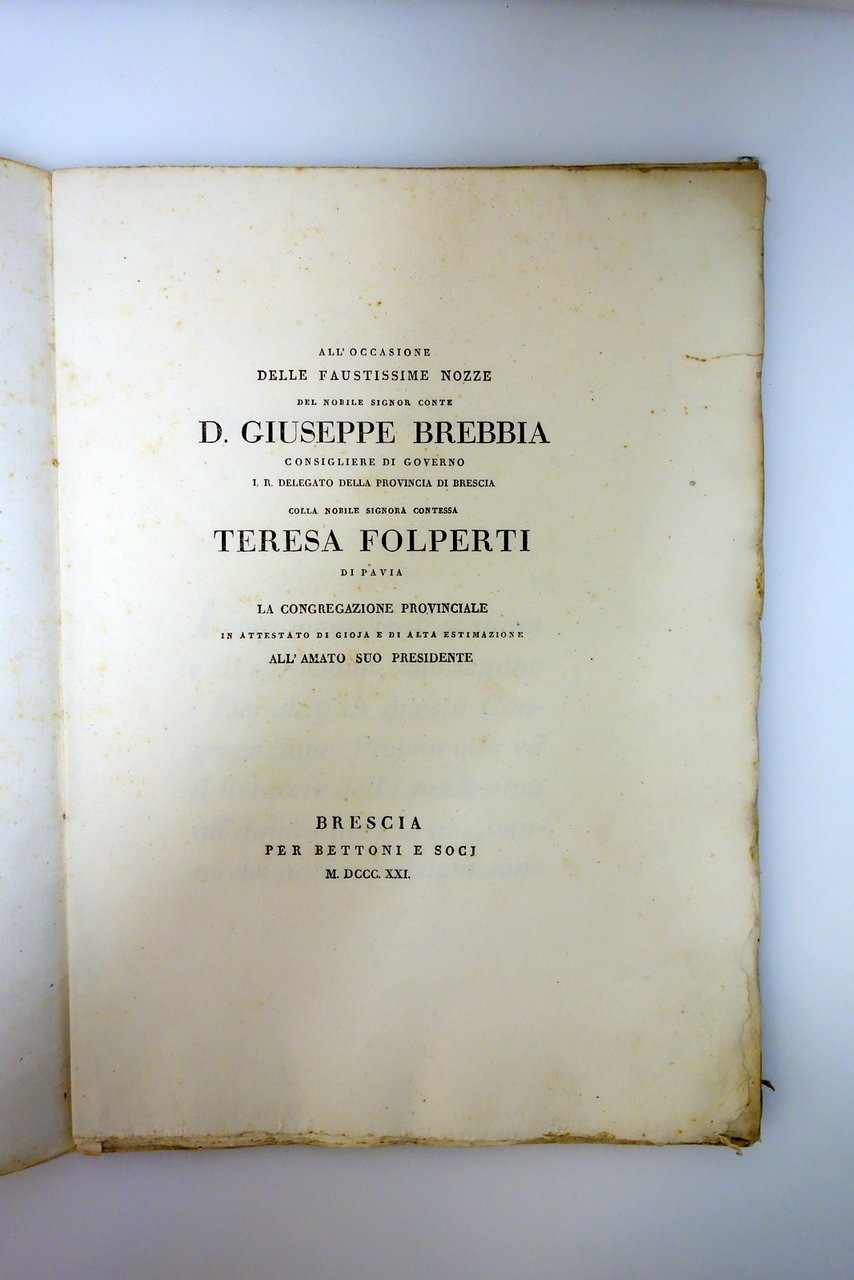 ALL' OCCASIONE
DELLE FAUSTISSIME NOZZE
DEL NOBILE SIGNOR CONTE
D. GIUSEPPE BREBBIA
CONSIGLIERE DI GOVERNO
I. R. DELEGATO DELLA PROVINCIA DI BRESCIA
COLLA NOBILE SIGNORA CONTESSA
TERESA FOLPERTI
DI PAVIA
LA CONGREGAZIONE PROVINCIALE
IN ATTESTATO DI GIOJA E DI ALTA ESTIMAZIONE
ALL' AMATO SUO PRESIDENTE
BRESCIA
PER BETTONI E SOCJ
M. DCCC. XXI.